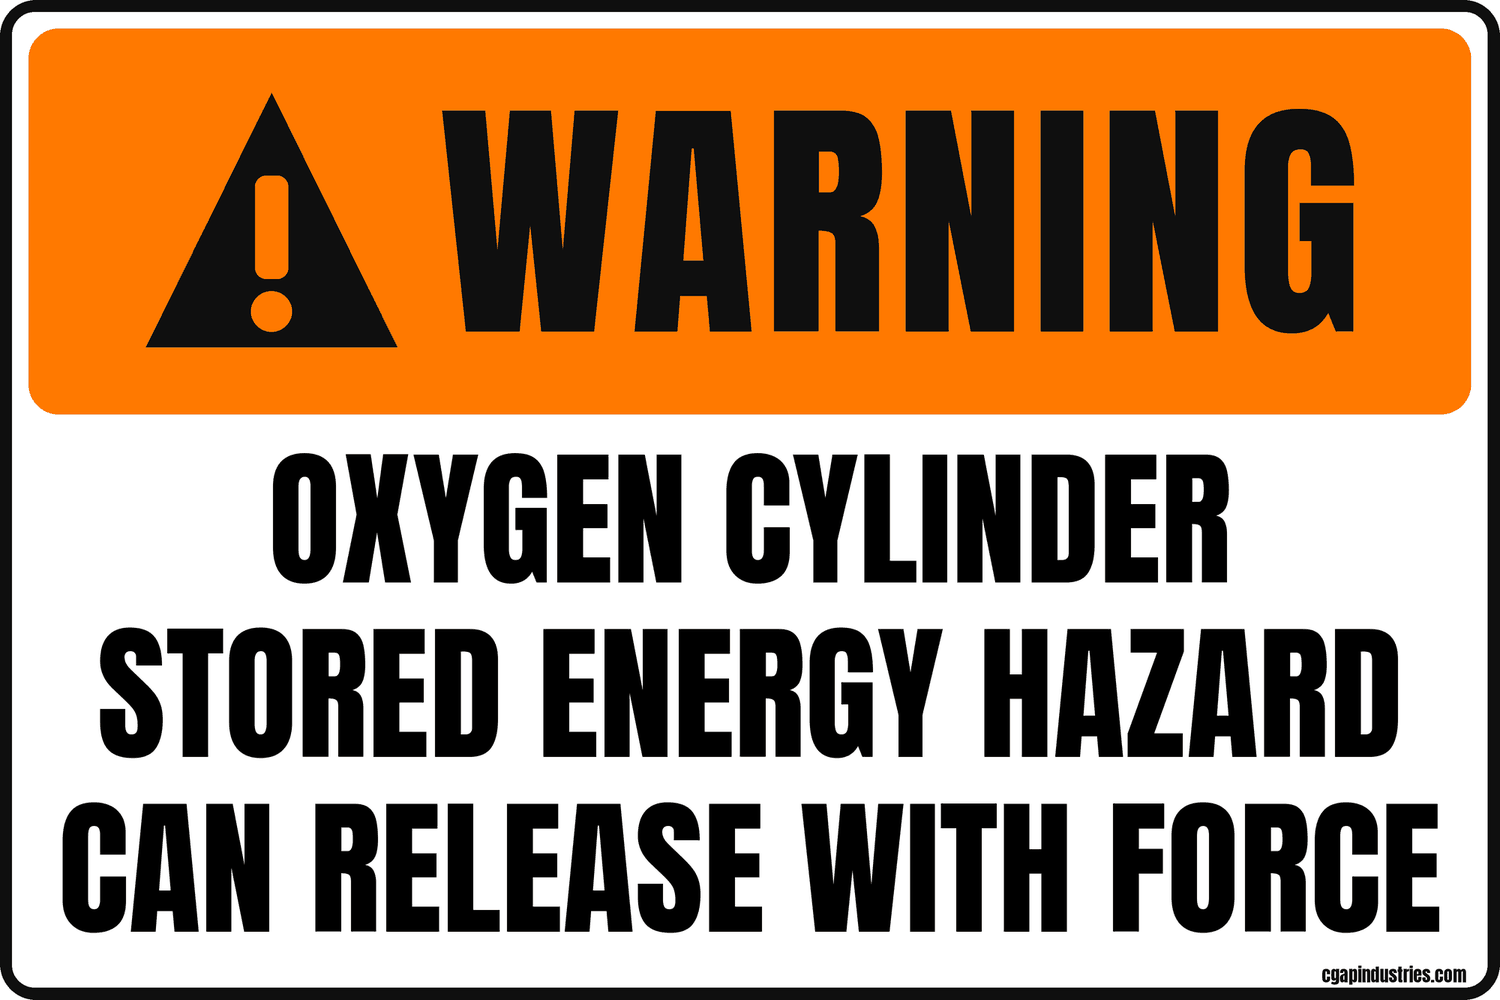 WARNING
OXYGEN CYLINDER
STORED ENERGY HAZARD
CAN RELEASE WITH FORCE
cgapindustries.com